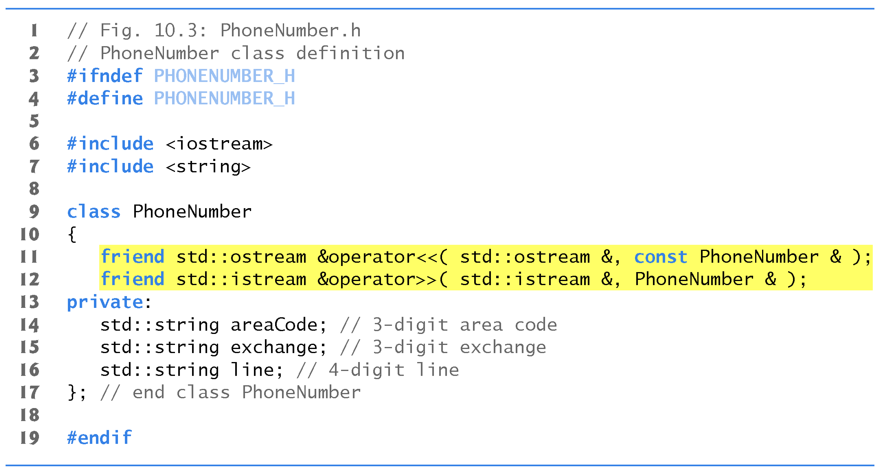 1 // Fig. 10.3: PhoneNumber.h
2 // PhoneNumber class definition
3 #ifndef PHONENUMBER_H
4 #define PHONENUMBER_H
5
6 #include <iostream>
7 #include <string>
8
9 class PhoneNumber
10 {
11    friend std::ostream &operator<<( std::ostream &, const PhoneNumber & );
12    friend std::istream &operator>>( std::istream &, PhoneNumber & );
13 private:
14    std::string areaCode; // 3-digit area code
15    std::string exchange; // 3-digit exchange
16    std::string line; // 4-digit line
17 }; // end class PhoneNumber
18
19 #endif